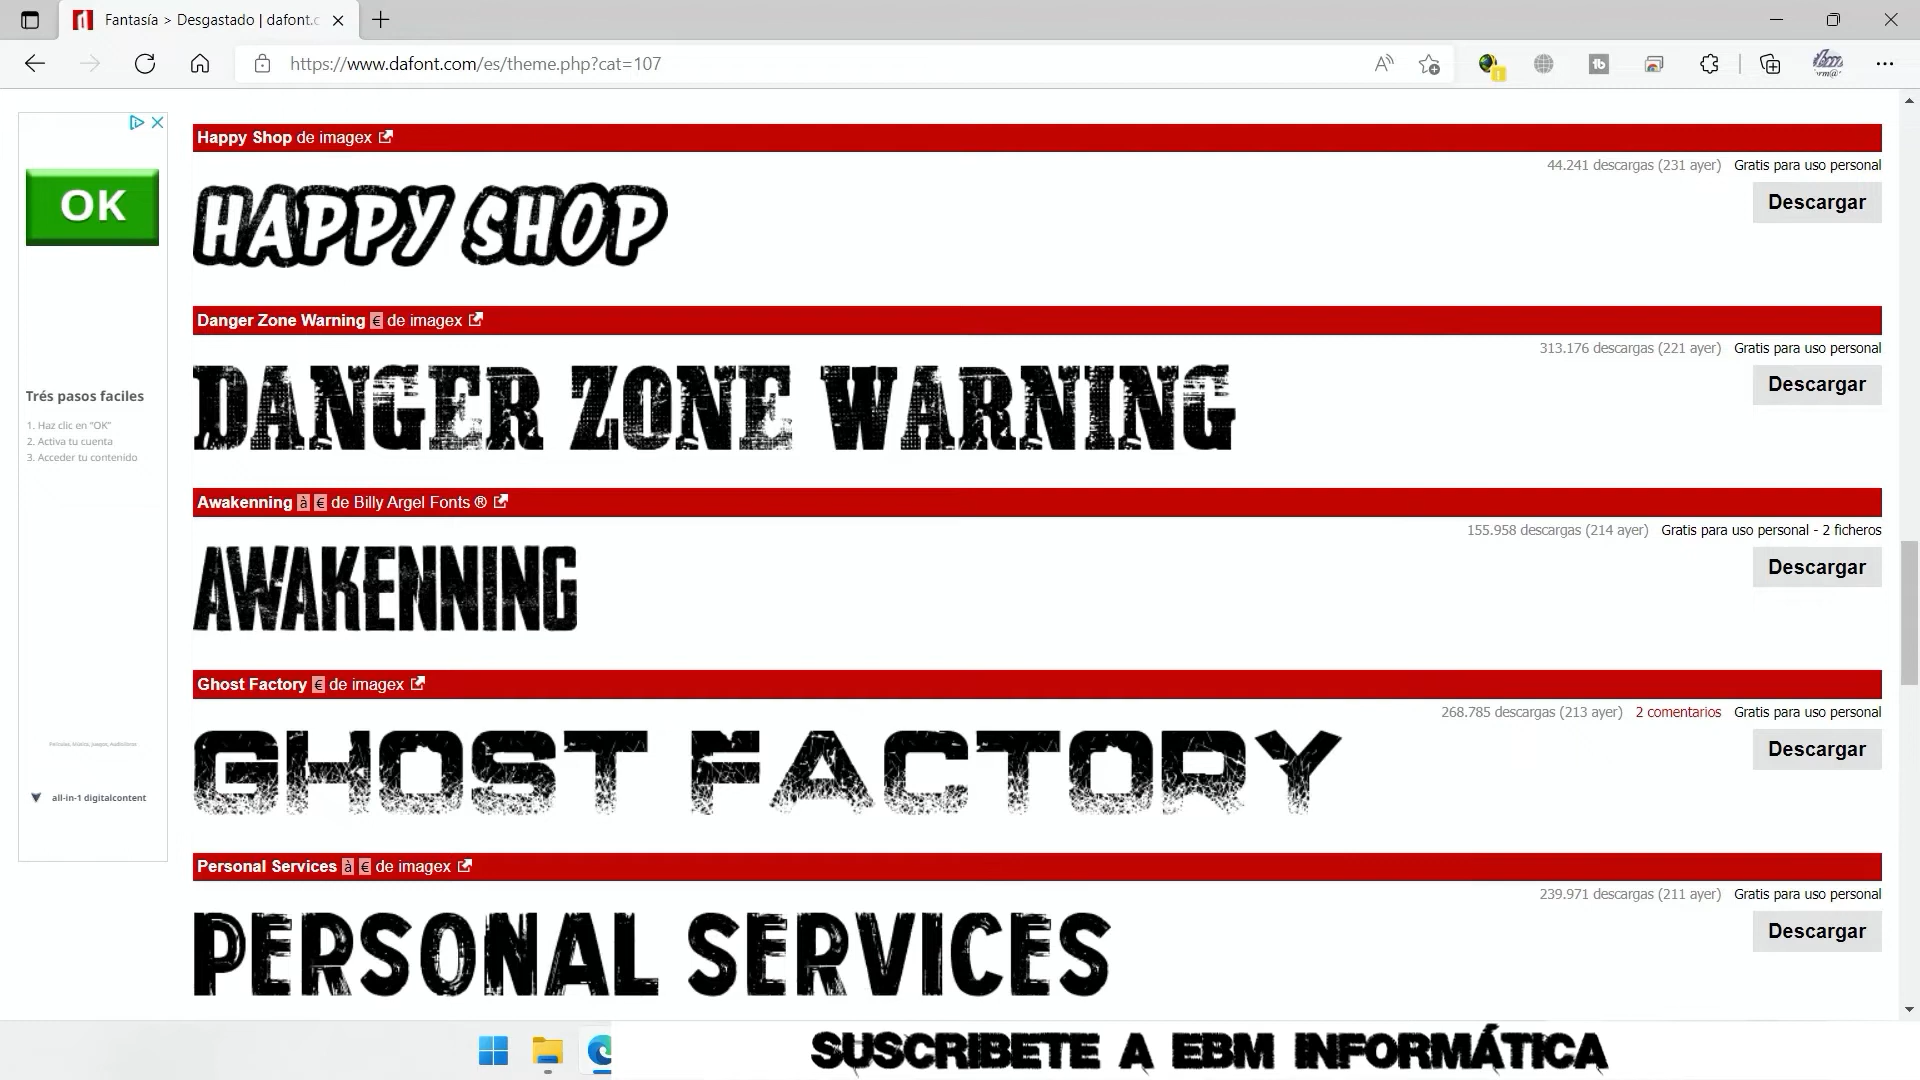 Fantasía > Desgastado | dafont.c
https://www.dafont.com/es/theme.php?cat=107
OK
Trés pasos faciles
1. Haz clic en "OK"
2. Activa tu cuenta
3. Acceder tu contenido
Películas, Música, Juegos, Audiolibros
all-in-1 digitalcontent
Happy Shop de imagex
44.241 descargas (231 ayer) Gratis para uso personal
Descargar
HAPPY SHOP
Danger Zone Warning € de imagex
313.176 descargas (221 ayer) Gratis para uso personal
Descargar
DANGER ZONE WARNING
Awakenning à € de Billy Argel Fonts ®
155.958 descargas (214 ayer) Gratis para uso personal - 2 ficheros
Descargar
AWAKENNING
Ghost Factory € de imagex
268.785 descargas (213 ayer) 2 comentarios Gratis para uso personal
Descargar
GHOST FACTORY
Personal Services à € de imagex
239.971 descargas (211 ayer) Gratis para uso personal
Descargar
PERSONAL SERVICES
SUSCRIBETE A EBM INFORMÁTICA